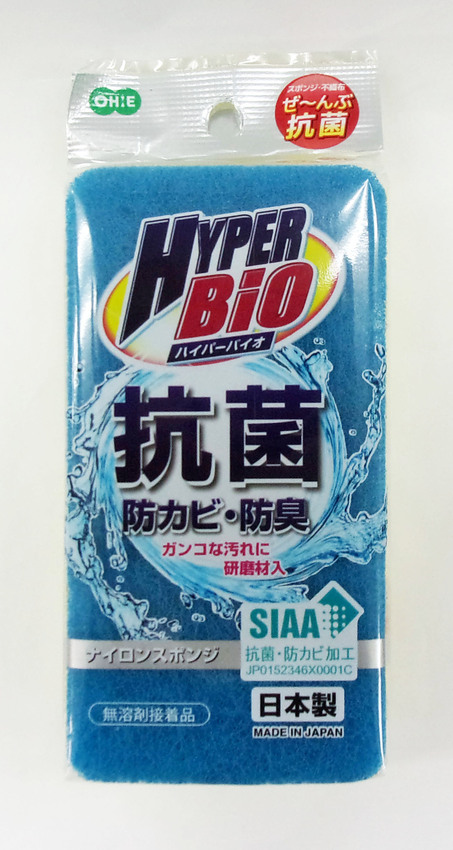 OHE
スポンジ・不織布
ぜ〜んぶ
抗菌
HYPER
BiO
ハイパーバイオ
抗菌
防カビ・防臭
ガンコな汚れに
研磨材入
SIAA
抗菌・防カビ加工
JP0152346X0001C
ナイロンスポンジ
無溶剤接着品
日本製
MADE IN JAPAN